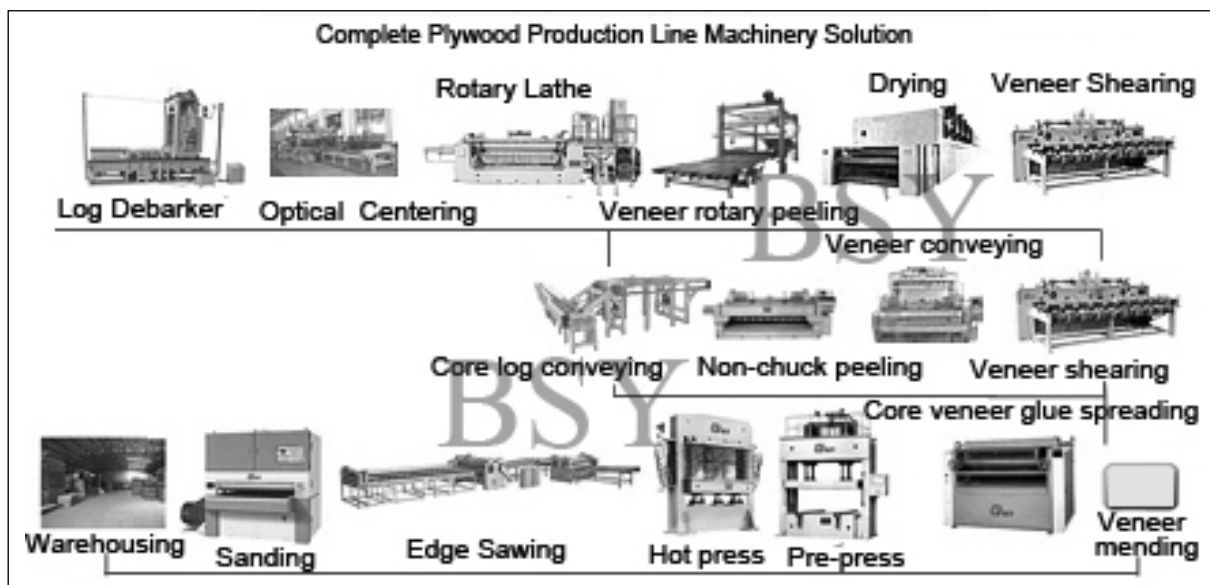 Complete Plywood Production Line Machinery Solution
Rotary Lathe
Drying
Veneer Shearing
Log Debarker
Optical Centering
Veneer rotary peeling
BSY
Veneer conveying
Core log conveying
Non-chuck peeling
Veneer shearing
BSY
Core veneer glue spreading
Warehousing
Sanding
Edge Sawing
Hot press
Pre-press
Veneer
mending